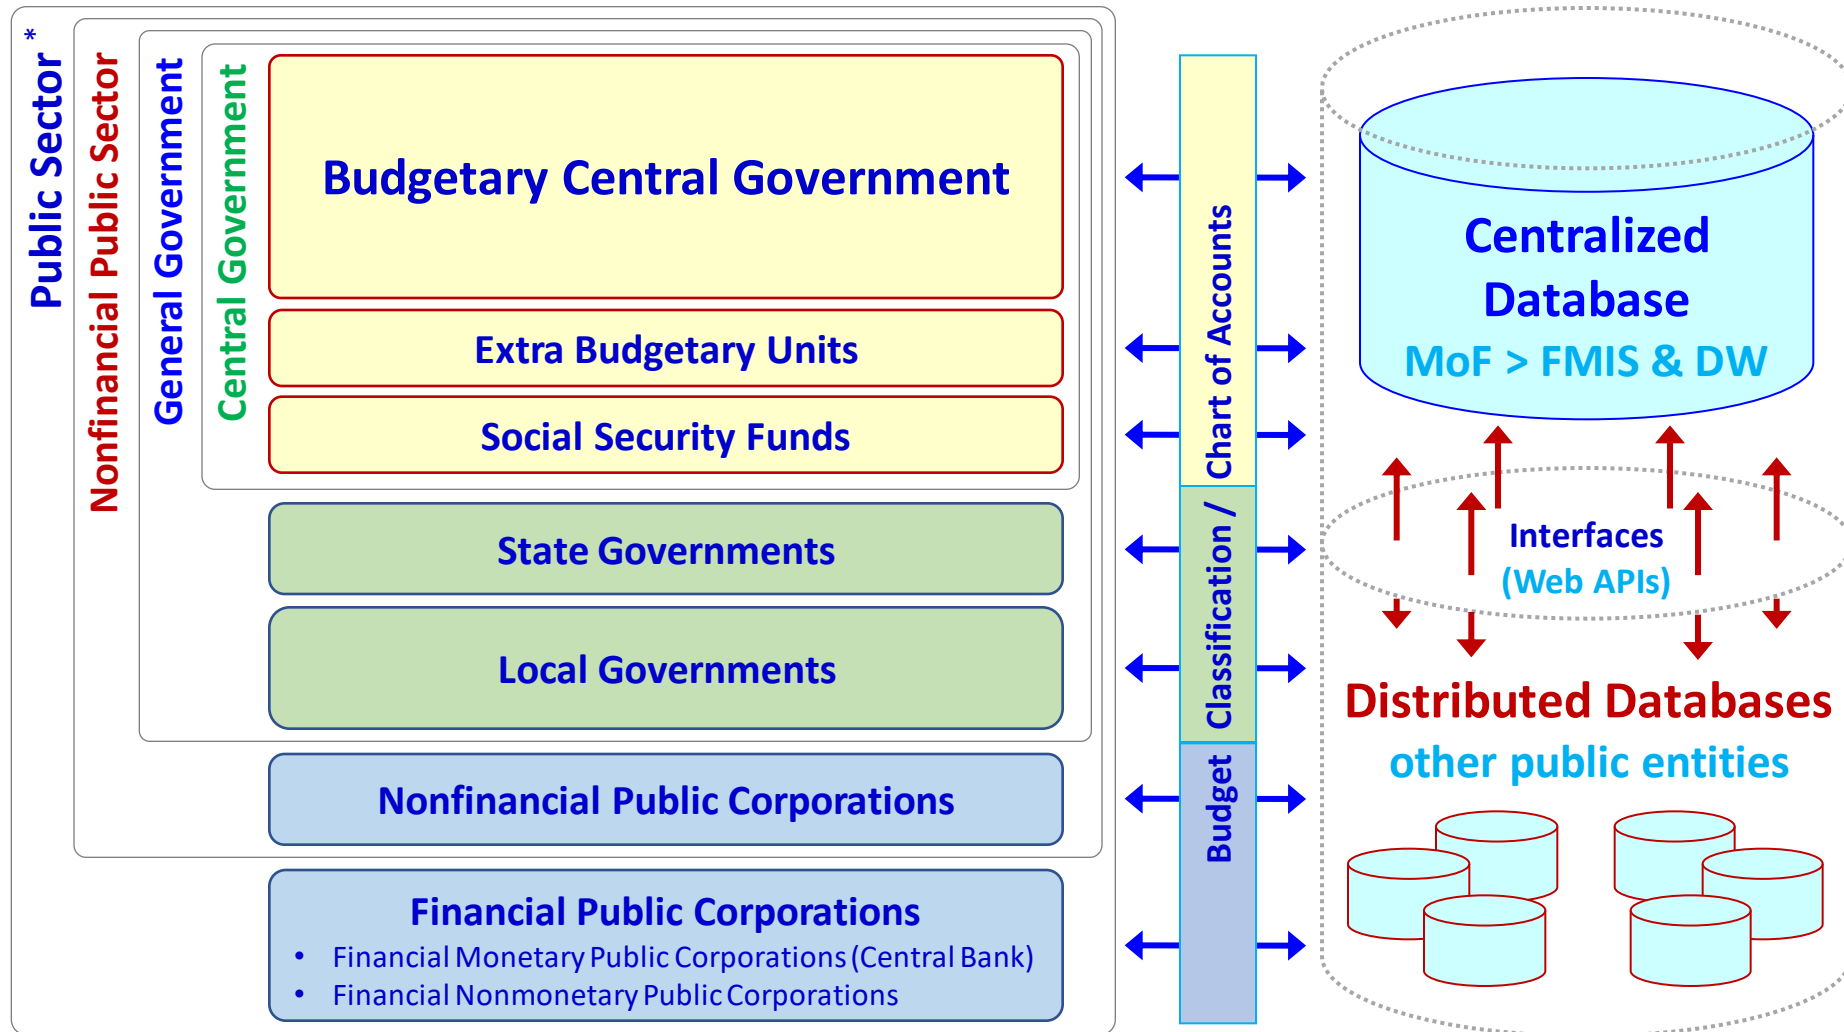 Public Sector*
Nonfinancial Public Sector
General Government
Central Government
Budgetary Central Government
Extra Budgetary Units
Social Security Funds
State Governments
Local Governments
Nonfinancial Public Corporations
Financial Public Corporations
• Financial Monetary Public Corporations (Central Bank)
• Financial Nonmonetary Public Corporations
Budget Classification / Chart of Accounts
Centralized
Database
MoF > FMIS & DW
Interfaces
(Web APIs)
Distributed Databases
other public entities